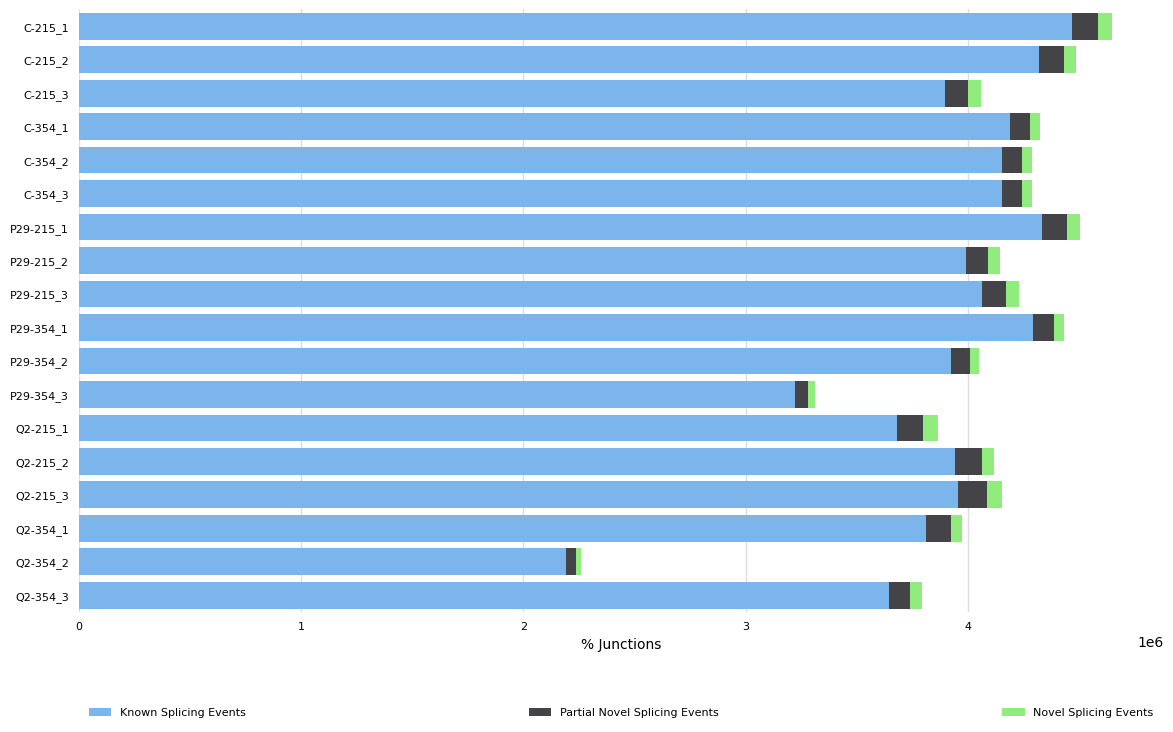 C-215_1
C-215_2
C-215_3
C-354_1
C-354_2
C-354_3
P29-215_1
P29-215_2
P29-215_3
P29-354_1
P29-354_2
P29-354_3
Q2-215_1
Q2-215_2
Q2-215_3
Q2-354_1
Q2-354_2
Q2-354_3
0 1 2 3 4
% Junctions 1e6
Known Splicing Events Partial Novel Splicing Events Novel Splicing Events